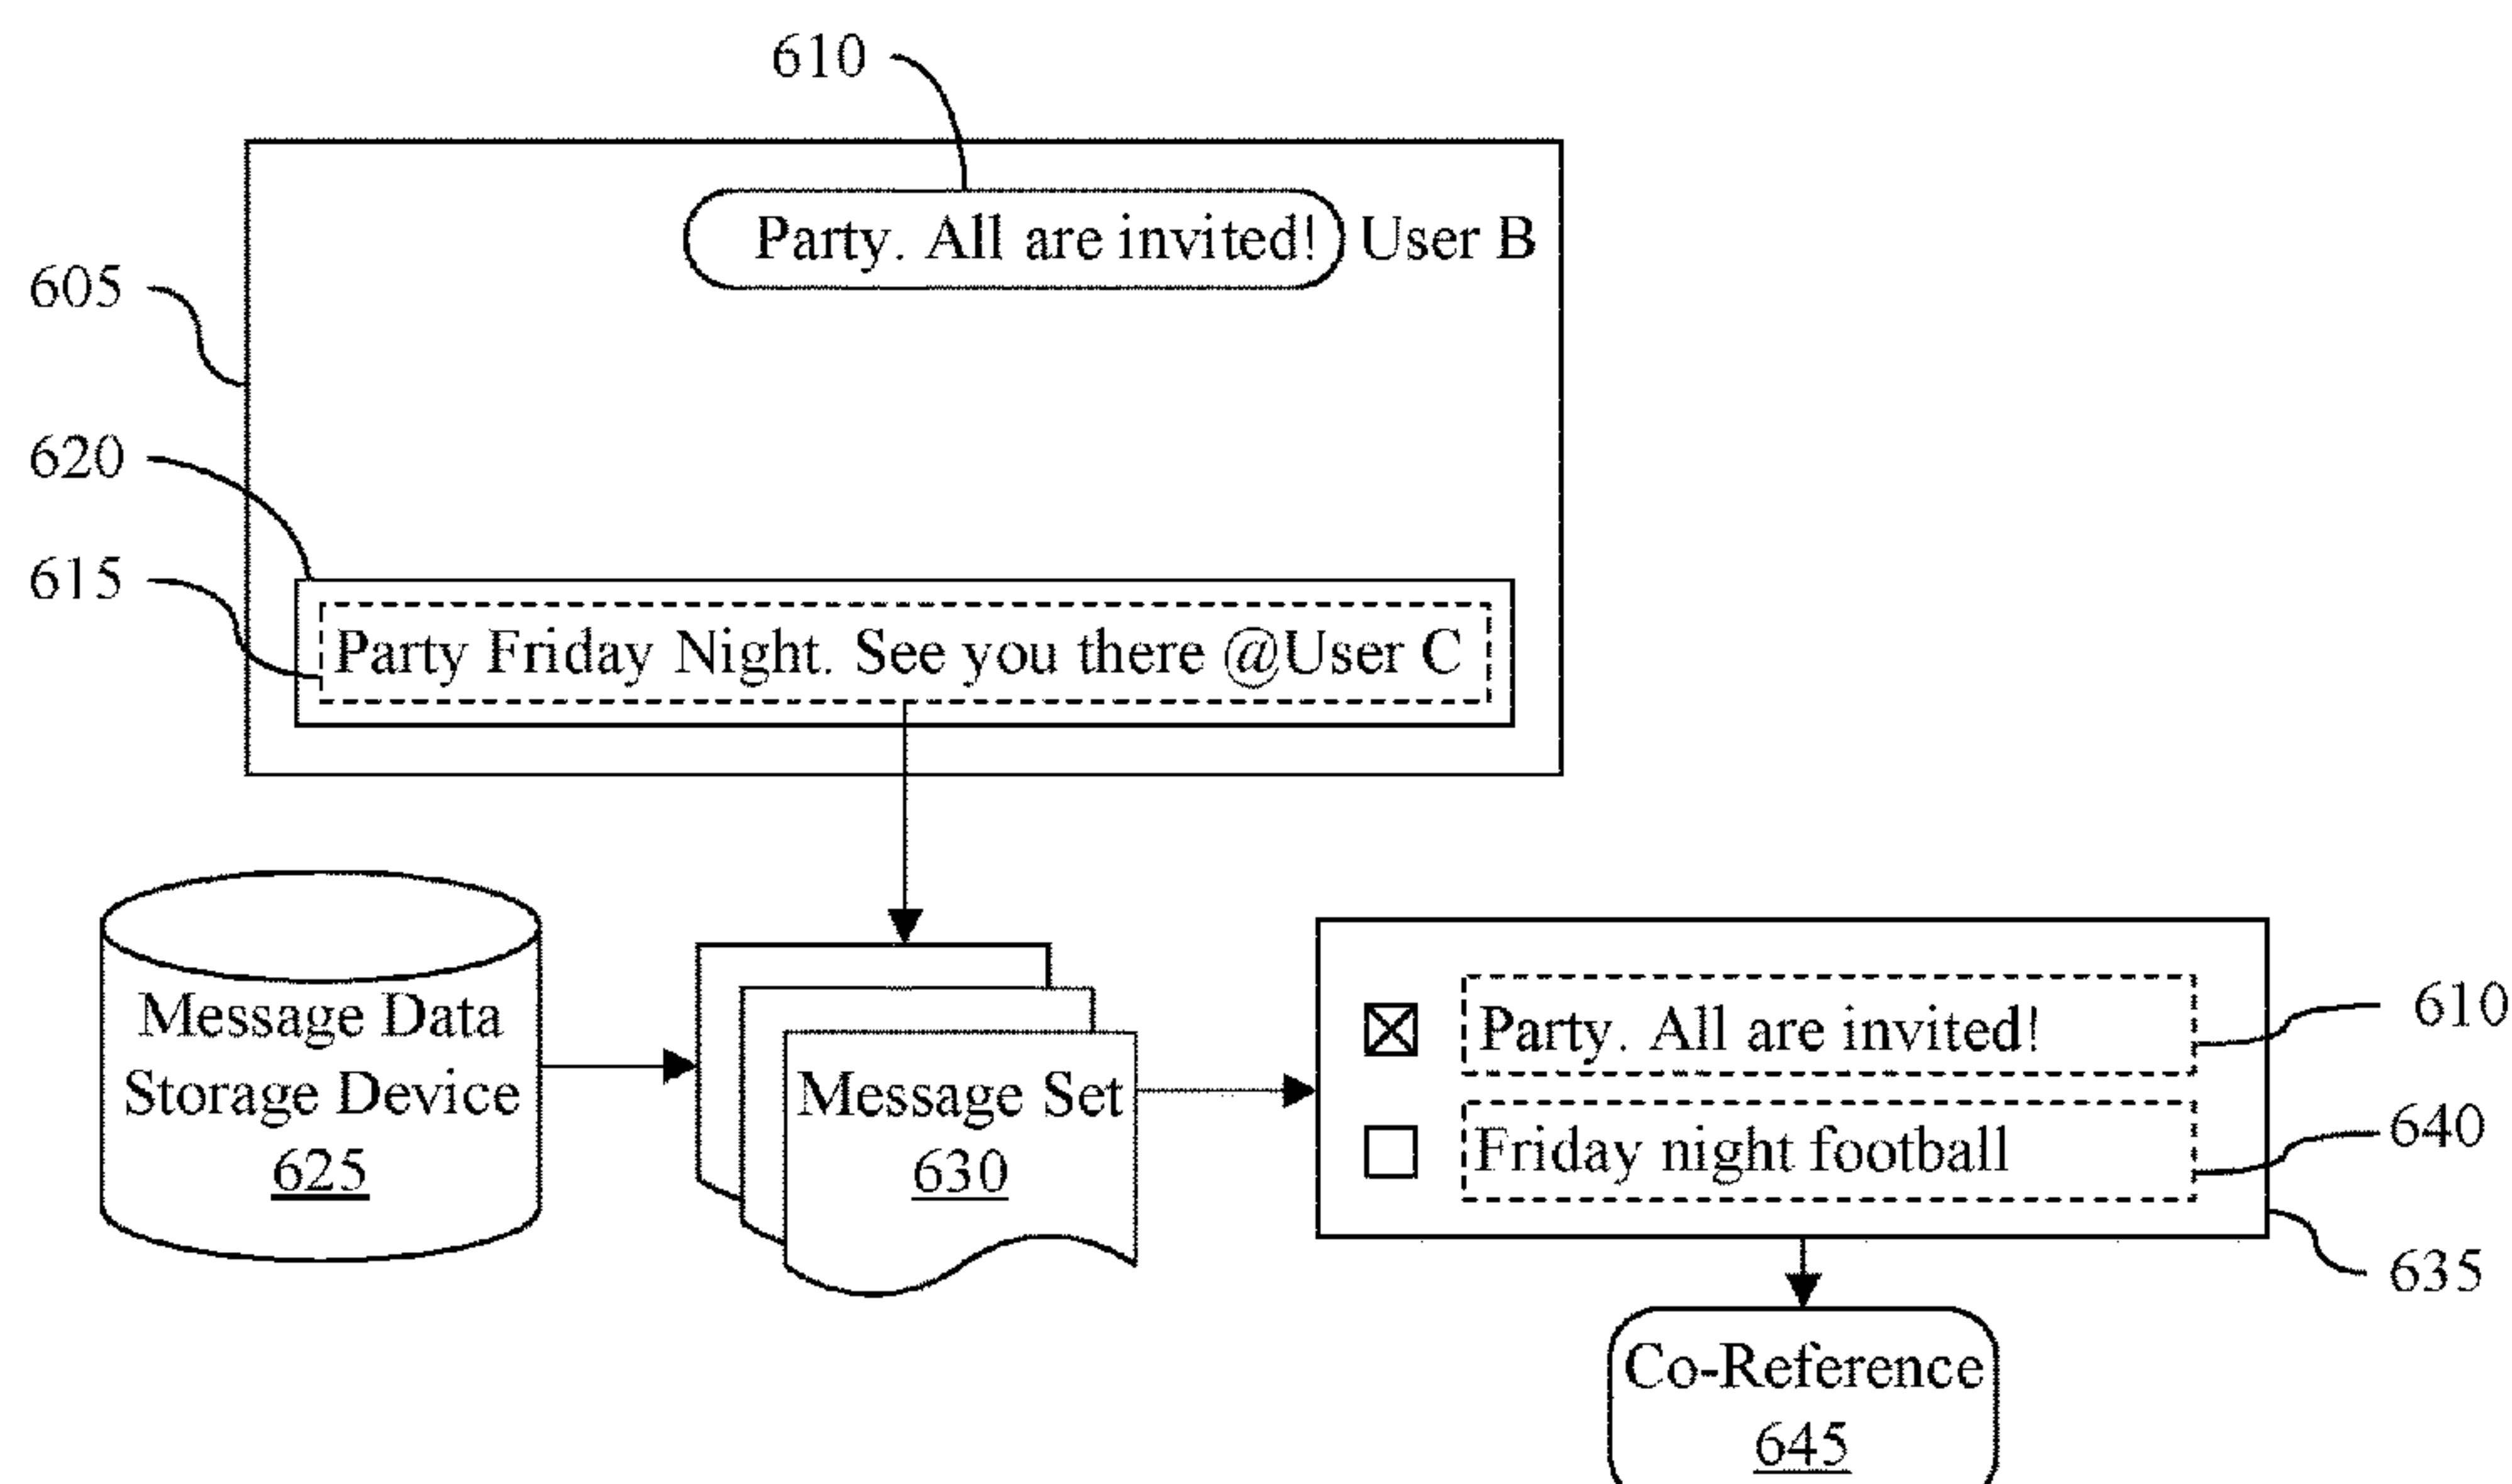 610
Party. All are invited! User B
605
620
615
Party Friday Night. See you there @User C
Message Data
Storage Device
625
Message Set
630
Party. All are invited!
610
Friday night football
640
635
Co-Reference
645